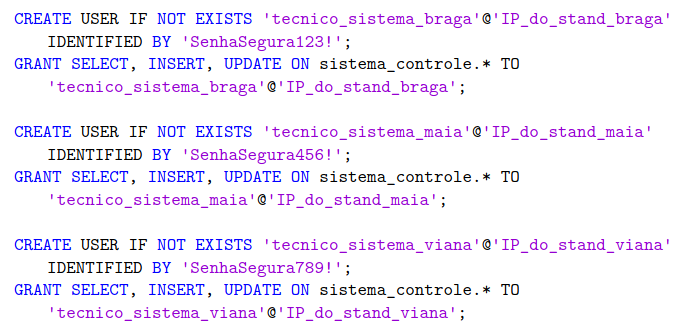 CREATE USER IF NOT EXISTS 'tecnico_sistema_braga'@'IP_do_stand_braga'
IDENTIFIED BY 'SenhaSegura123!';
GRANT SELECT, INSERT, UPDATE ON sistema_controle.* TO
'tecnico_sistema_braga'@'IP_do_stand_braga';
CREATE USER IF NOT EXISTS 'tecnico_sistema_maia'@'IP_do_stand_maia'
IDENTIFIED BY 'SenhaSegura456!';
GRANT SELECT, INSERT, UPDATE ON sistema_controle.* TO
'tecnico_sistema_maia'@'IP_do_stand_maia';
CREATE USER IF NOT EXISTS 'tecnico_sistema_viana'@'IP_do_stand_viana'
IDENTIFIED BY 'SenhaSegura789!';
GRANT SELECT, INSERT, UPDATE ON sistema_controle.* TO
'tecnico_sistema_viana'@'IP_do_stand_viana';